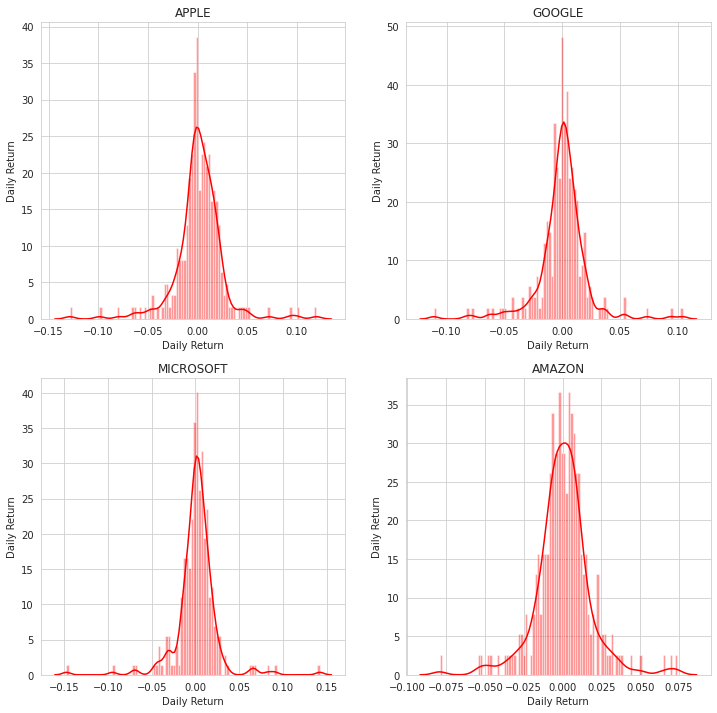 APPLE
40
35
30
25
20
15
10
5
0
Daily Return
−0.15 −0.10 −0.05 0.00 0.05 0.10
Daily Return
GOOGLE
50
40
30
20
10
0
Daily Return
−0.10 −0.05 0.00 0.05 0.10
Daily Return
MICROSOFT
40
35
30
25
20
15
10
5
0
Daily Return
−0.15 −0.10 −0.05 0.00 0.05 0.10 0.15
Daily Return
AMAZON
35
30
25
20
15
10
5
0
Daily Return
−0.100 −0.075 −0.050 −0.025 0.000 0.025 0.050 0.075
Daily Return